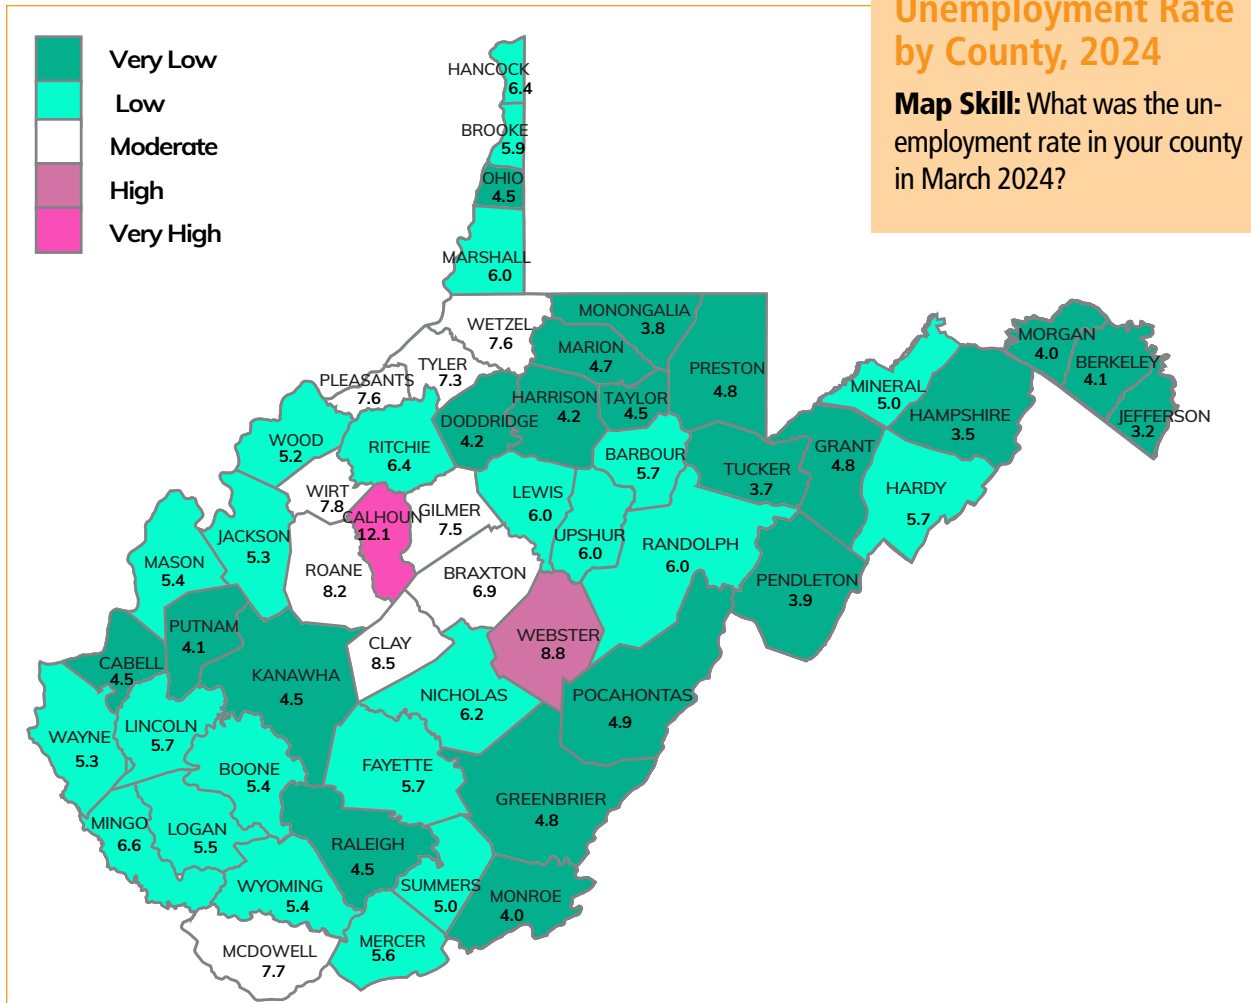 Unemployment Rate
by County, 2024
Map Skill: What was the un-
employment rate in your county
in March 2024?
Very Low
Low
Moderate
High
Very High
HANCOCK
6.4
BROOKE
5.9
OHIO
4.5
MARSHALL
6.0
WETZEL
7.6
MONONGALIA
3.8
MARION
4.7
PRESTON
4.8
TYLER
7.3
PLEASANTS
7.6
DODDRIDGE
4.2
HARRISON
4.2
TAYLOR
4.5
MORGAN
4.0
BERKELEY
4.1
JEFFERSON
3.2
MINERAL
5.0
HAMPSHIRE
3.5
GRANT
4.8
HARDY
5.7
WOOD
5.2
RITCHIE
6.4
BARBOUR
5.7
TUCKER
3.7
WIRT
7.8
CALHOUN
12.1
GILMER
7.5
LEWIS
6.0
UPSHUR
6.0
RANDOLPH
6.0
PENDLETON
3.9
JACKSON
5.3
MASON
5.4
ROANE
8.2
BRAXTON
6.9
WEBSTER
8.8
PUTNAM
4.1
CABELL
4.5
KANAWHA
4.5
CLAY
8.5
NICHOLAS
6.2
POCAHONTAS
4.9
WAYNE
5.3
LINCOLN
5.7
BOONE
5.4
FAYETTE
5.7
GREENBRIER
4.8
MINGO
6.6
LOGAN
5.5
RALEIGH
4.5
WYOMING
5.4
SUMMERS
5.0
MONROE
4.0
MERCER
5.6
MCDOWELL
7.7